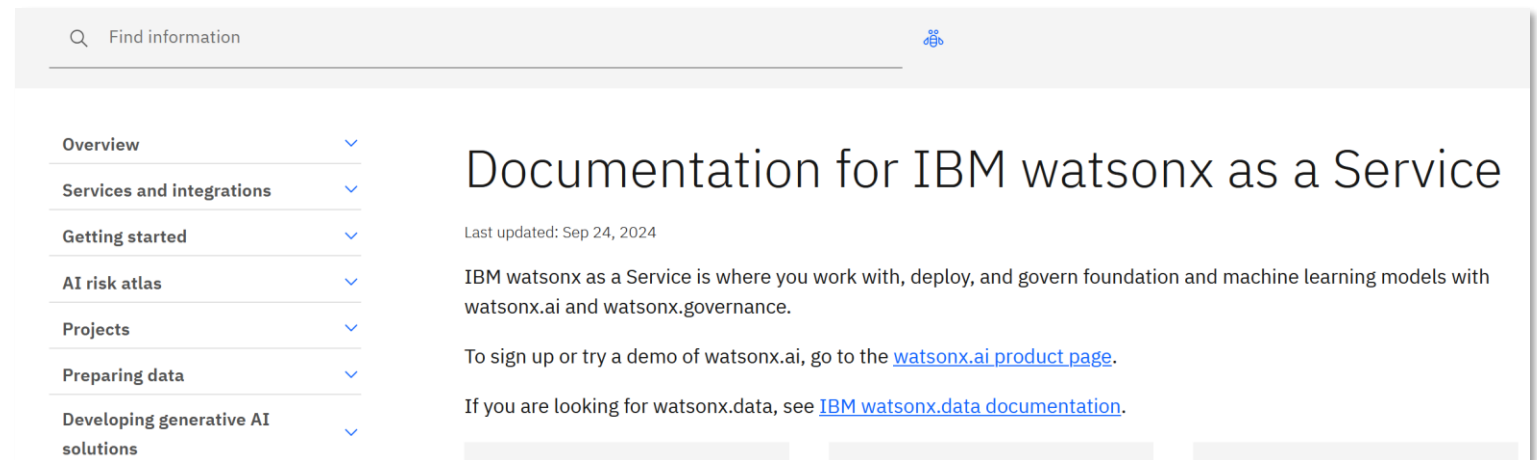 Find information
Overview
Services and integrations
Getting started
AI risk atlas
Projects
Preparing data
Developing generative AI
solutions
Documentation for IBM watsonx as a Service
Last updated: Sep 24, 2024
IBM watsonx as a Service is where you work with, deploy, and govern foundation and machine learning models with
watsonx.ai and watsonx.governance.
To sign up or try a demo of watsonx.ai, go to the watsonx.ai product page.
If you are looking for watsonx.data, see IBM watsonx.data documentation.